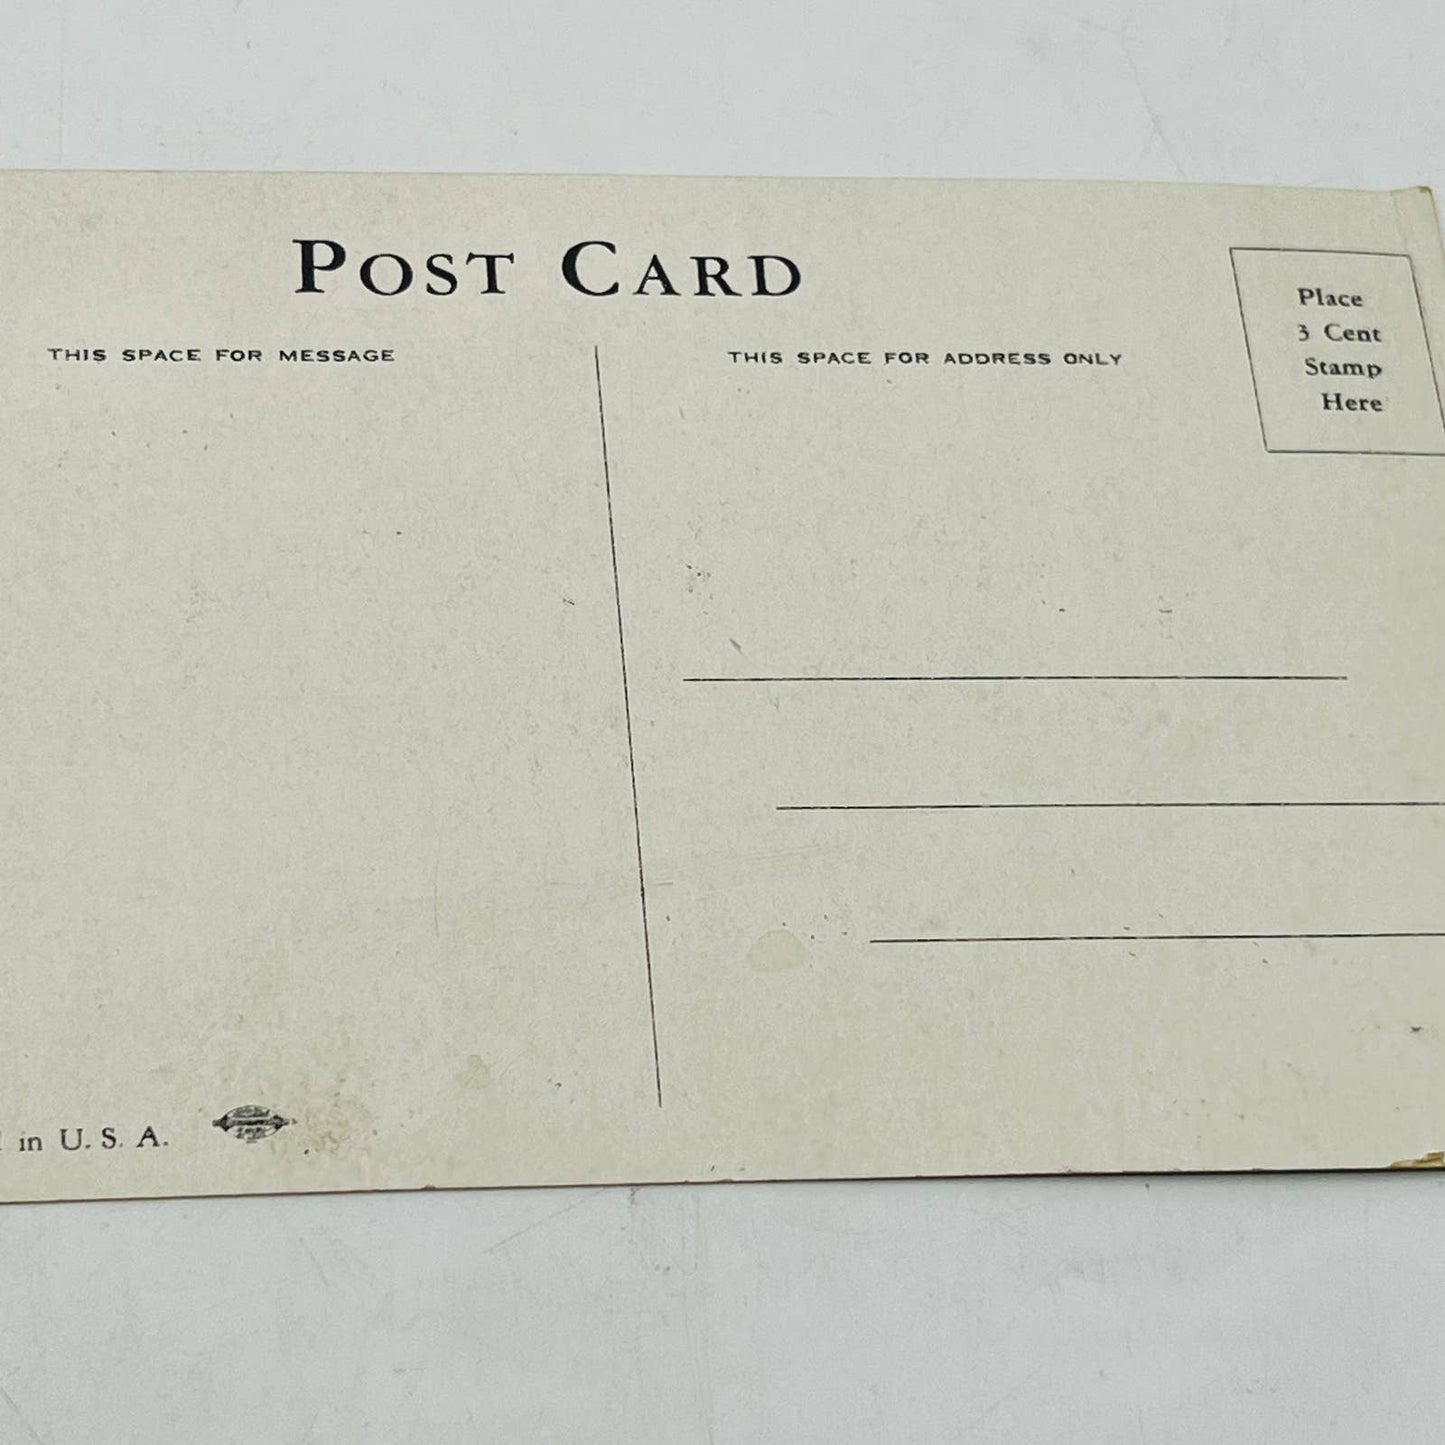 POST CARD
THIS SPACE FOR MESSAGE
THIS SPACE FOR ADDRESS ONLY
Place
3 Cent
Stamp
Here
in U. S. A.